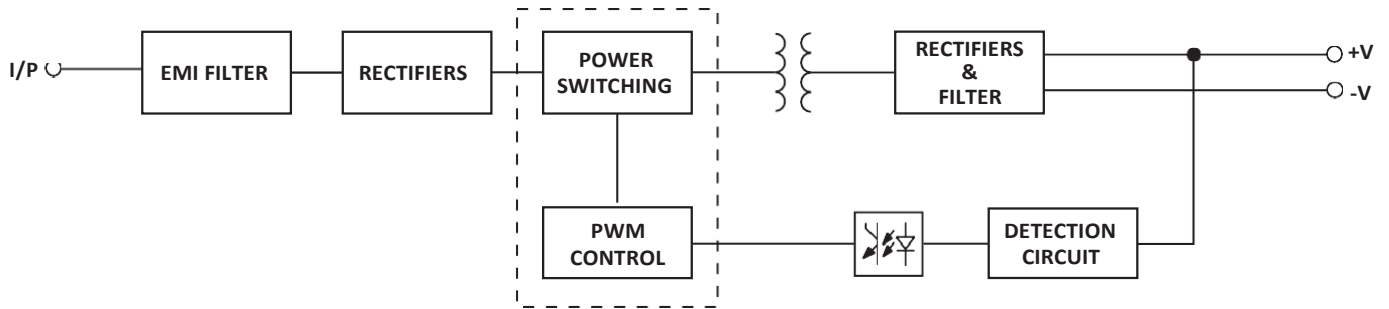 I/P
EMI FILTER
RECTIFIERS
POWER
SWITCHING
RECTIFIERS
&
FILTER
+V
-V
PWM
CONTROL
DETECTION
CIRCUIT